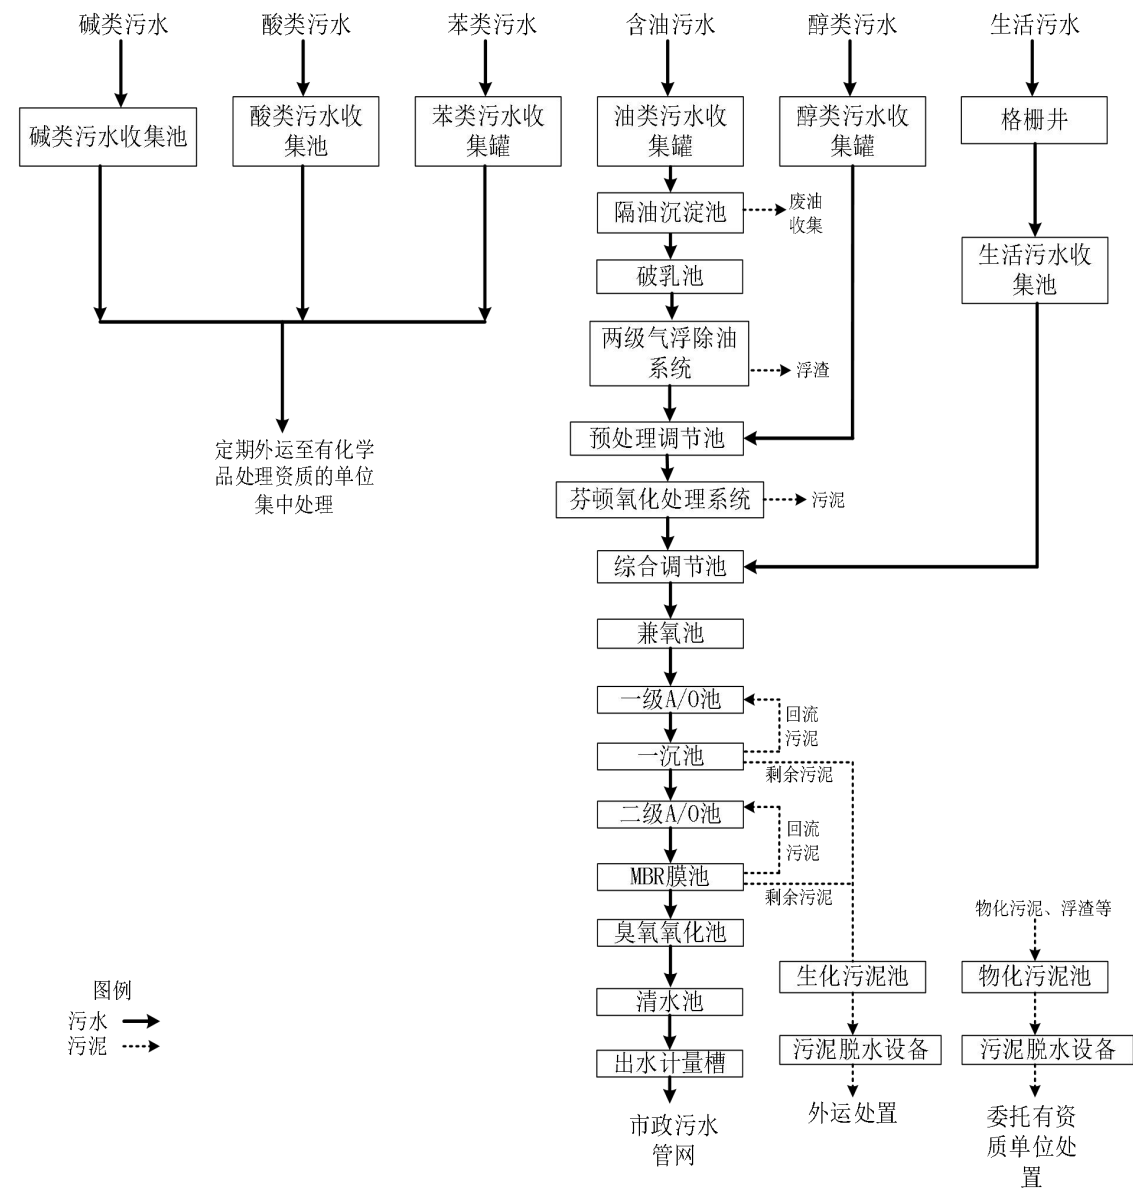 碱类污水
酸类污水
苯类污水
含油污水
醇类污水
生活污水
碱类污水收集池
酸类污水收
集池
苯类污水收
集罐
油类污水收
集罐
醇类污水收
集罐
格栅井
隔油沉淀池
废油
收集
生活污水收
集池
破乳池
两级气浮除油
系统
浮渣
预处理调节池
定期外运至有化学
品处理资质的单位
集中处理
芬顿氧化处理系统
污泥
综合调节池
兼氧池
一级A/O池
回流
污泥
一沉池
剩余污泥
二级A/O池
回流
污泥
MBR膜池
剩余污泥
臭氧氧化池
物化污泥、浮渣等
生化污泥池
物化污泥池
清水池
图例
污水
污泥
出水计量槽
污泥脱水设备
污泥脱水设备
市政污水
管网
外运处置
委托有资
质单位处
置